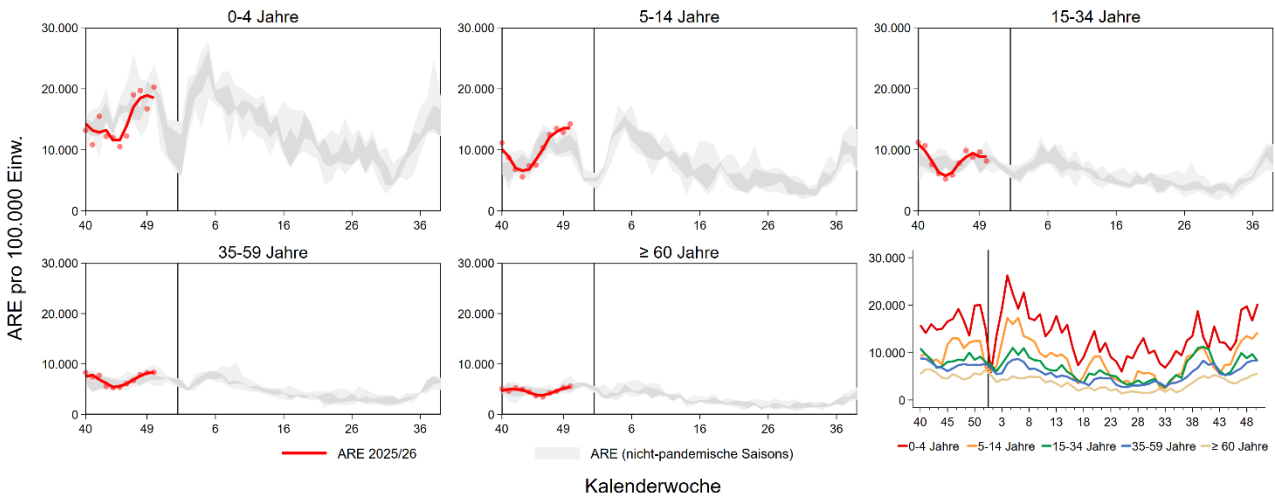 0-4 Jahre
5-14 Jahre
15-34 Jahre
30.000
20.000
10.000
0
40 49 6 16 26 36
30.000
20.000
10.000
0
40 49 6 16 26 36
30.000
20.000
10.000
0
40 49 6 16 26 36
ARE pro 100.000 Einw.
35-59 Jahre
≥ 60 Jahre
30.000
20.000
10.000
0
40 49 6 16 26 36
30.000
20.000
10.000
0
40 49 6 16 26 36
30.000
20.000
10.000
0
40 45 50 3 8 13 18 23 28 33 38 43 48
0-4 Jahre 5-14 Jahre 15-34 Jahre 35-59 Jahre ≥ 60 Jahre
ARE 2025/26
ARE (nicht-pandemische Saisons)
Kalenderwoche